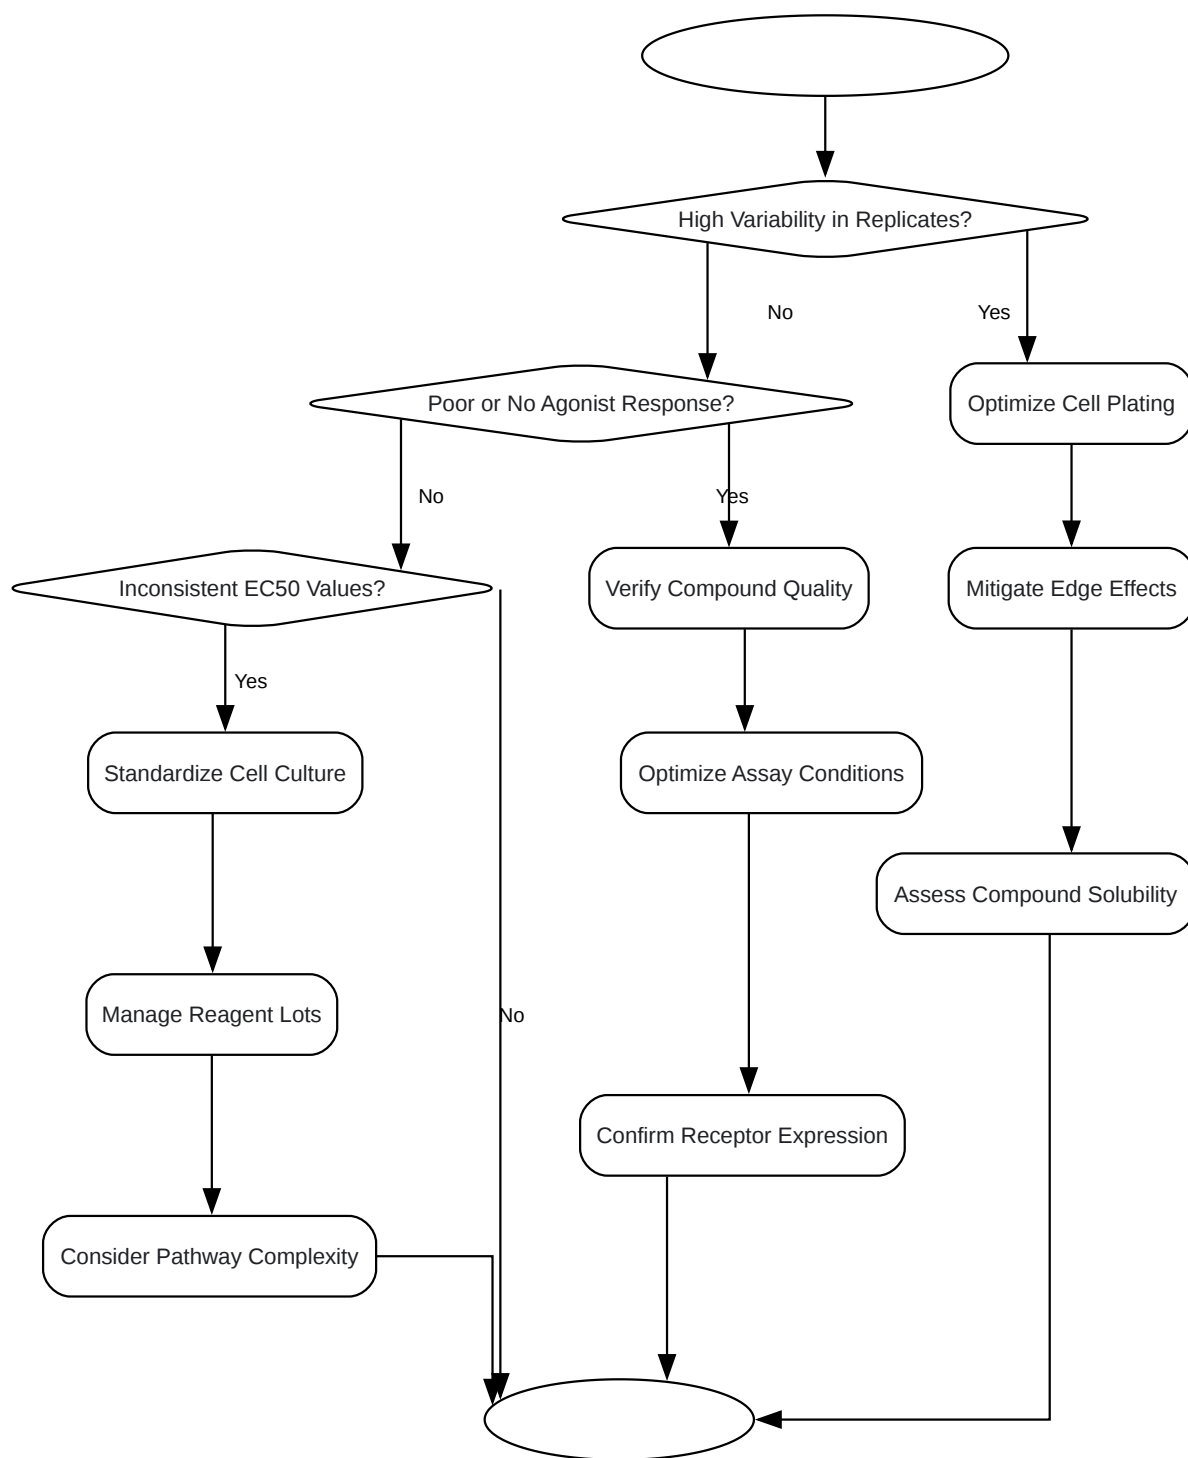 High Variability in Replicates?
No
Yes
Poor or No Agonist Response?
Optimize Cell Plating
No
Yes
Inconsistent EC50 Values?
Verify Compound Quality
Mitigate Edge Effects
Yes
Standardize Cell Culture
Optimize Assay Conditions
Assess Compound Solubility
Manage Reagent Lots
No
Confirm Receptor Expression
Consider Pathway Complexity